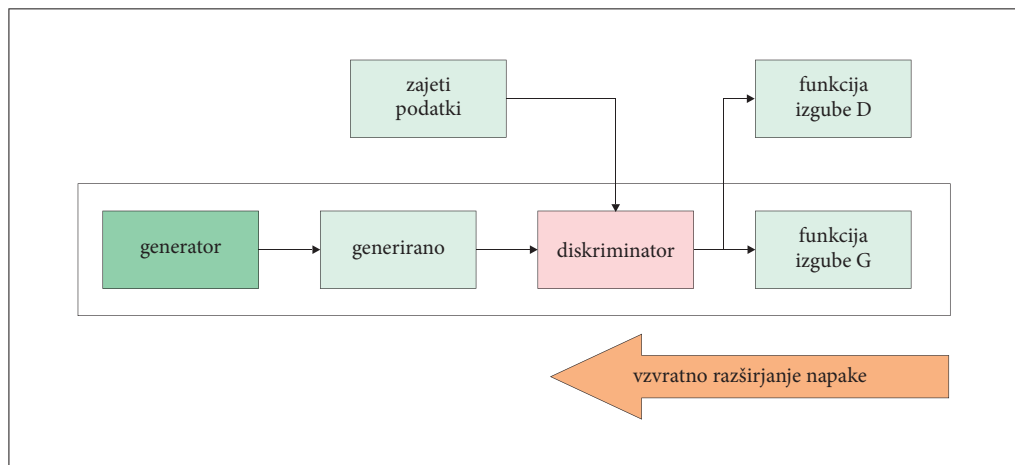 zajeti
podatki
funkcija
izgube D
generator
generirano
diskriminator
funkcija
izgube G
vzvratno razširjanje napake